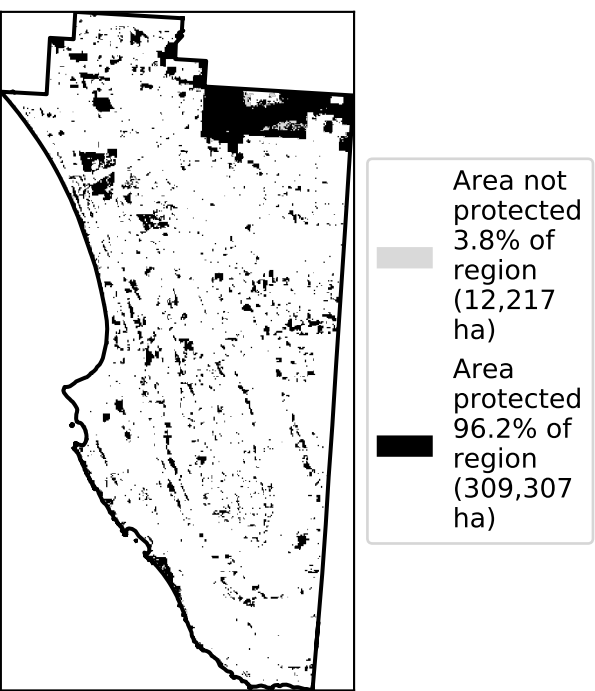 Area not
protected
3.8% of
region
(12,217
ha)
Area
protected
96.2% of
region
(309,307
ha)